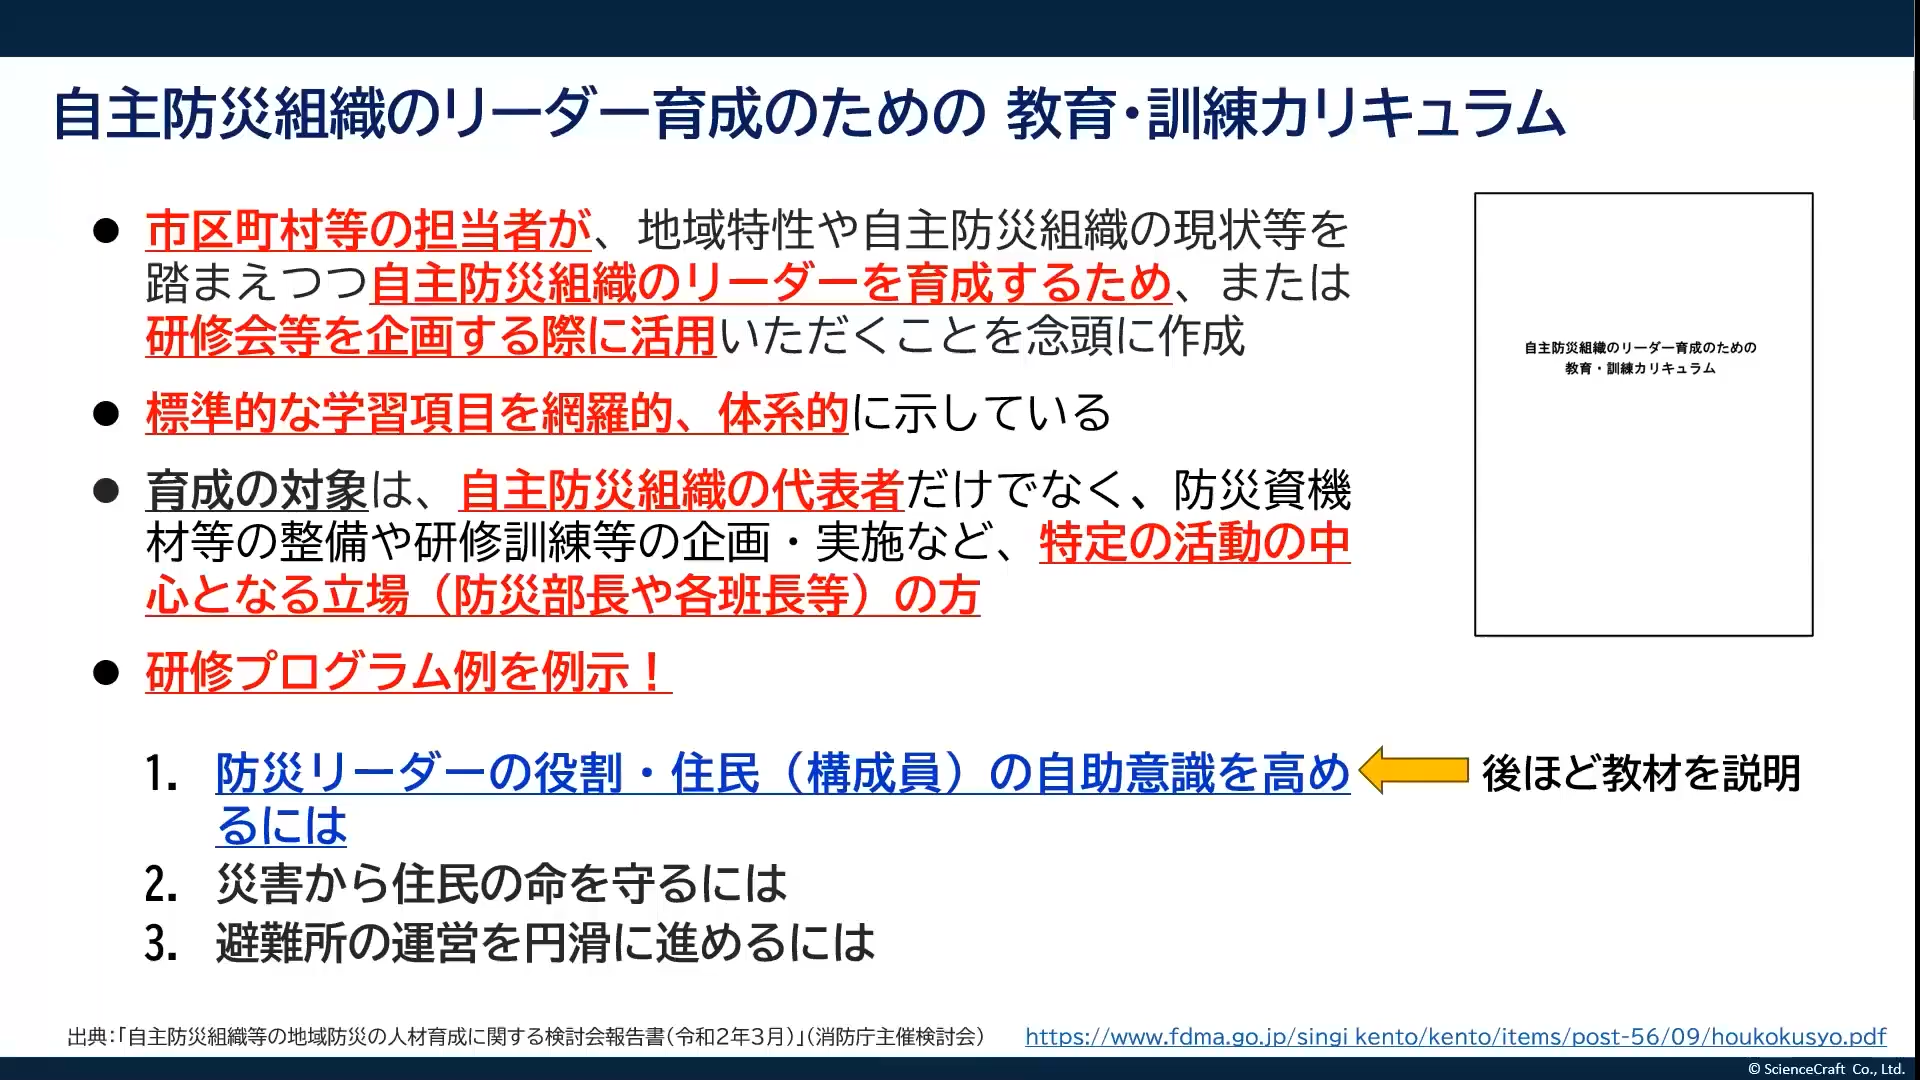 自主防災組織のリーダー育成のための 教育・訓練カリキュラム
● 市区町村等の担当者が、地域特性や自主防災組織の現状等を
踏まえつつ自主防災組織のリーダーを育成するため、または
研修会等を企画する際に活用いただくことを念頭に作成
● 標準的な学習項目を網羅的、体系的に示している
● 育成の対象は、自主防災組織の代表者だけでなく、防災資機
材等の整備や研修訓練等の企画・実施など、特定の活動の中
心となる立場（防災部長や各班長等）の方
● 研修プログラム例を例示！
自主防災組織のリーダー育成のための
教育・訓練カリキュラム
1. 防災リーダーの役割・住民（構成員）の自助意識を高め
るには
後ほど教材を説明
2. 災害から住民の命を守るには
3. 避難所の運営を円滑に進めるには
出典：「自主防災組織等の地域防災の人材育成に関する検討会報告書（令和2年3月）」（消防庁主催検討会） https://www.fdma.go.jp/singi_kento/kento/items/post-56/09/houkokusyo.pdf
© ScienceCraft Co., Ltd.